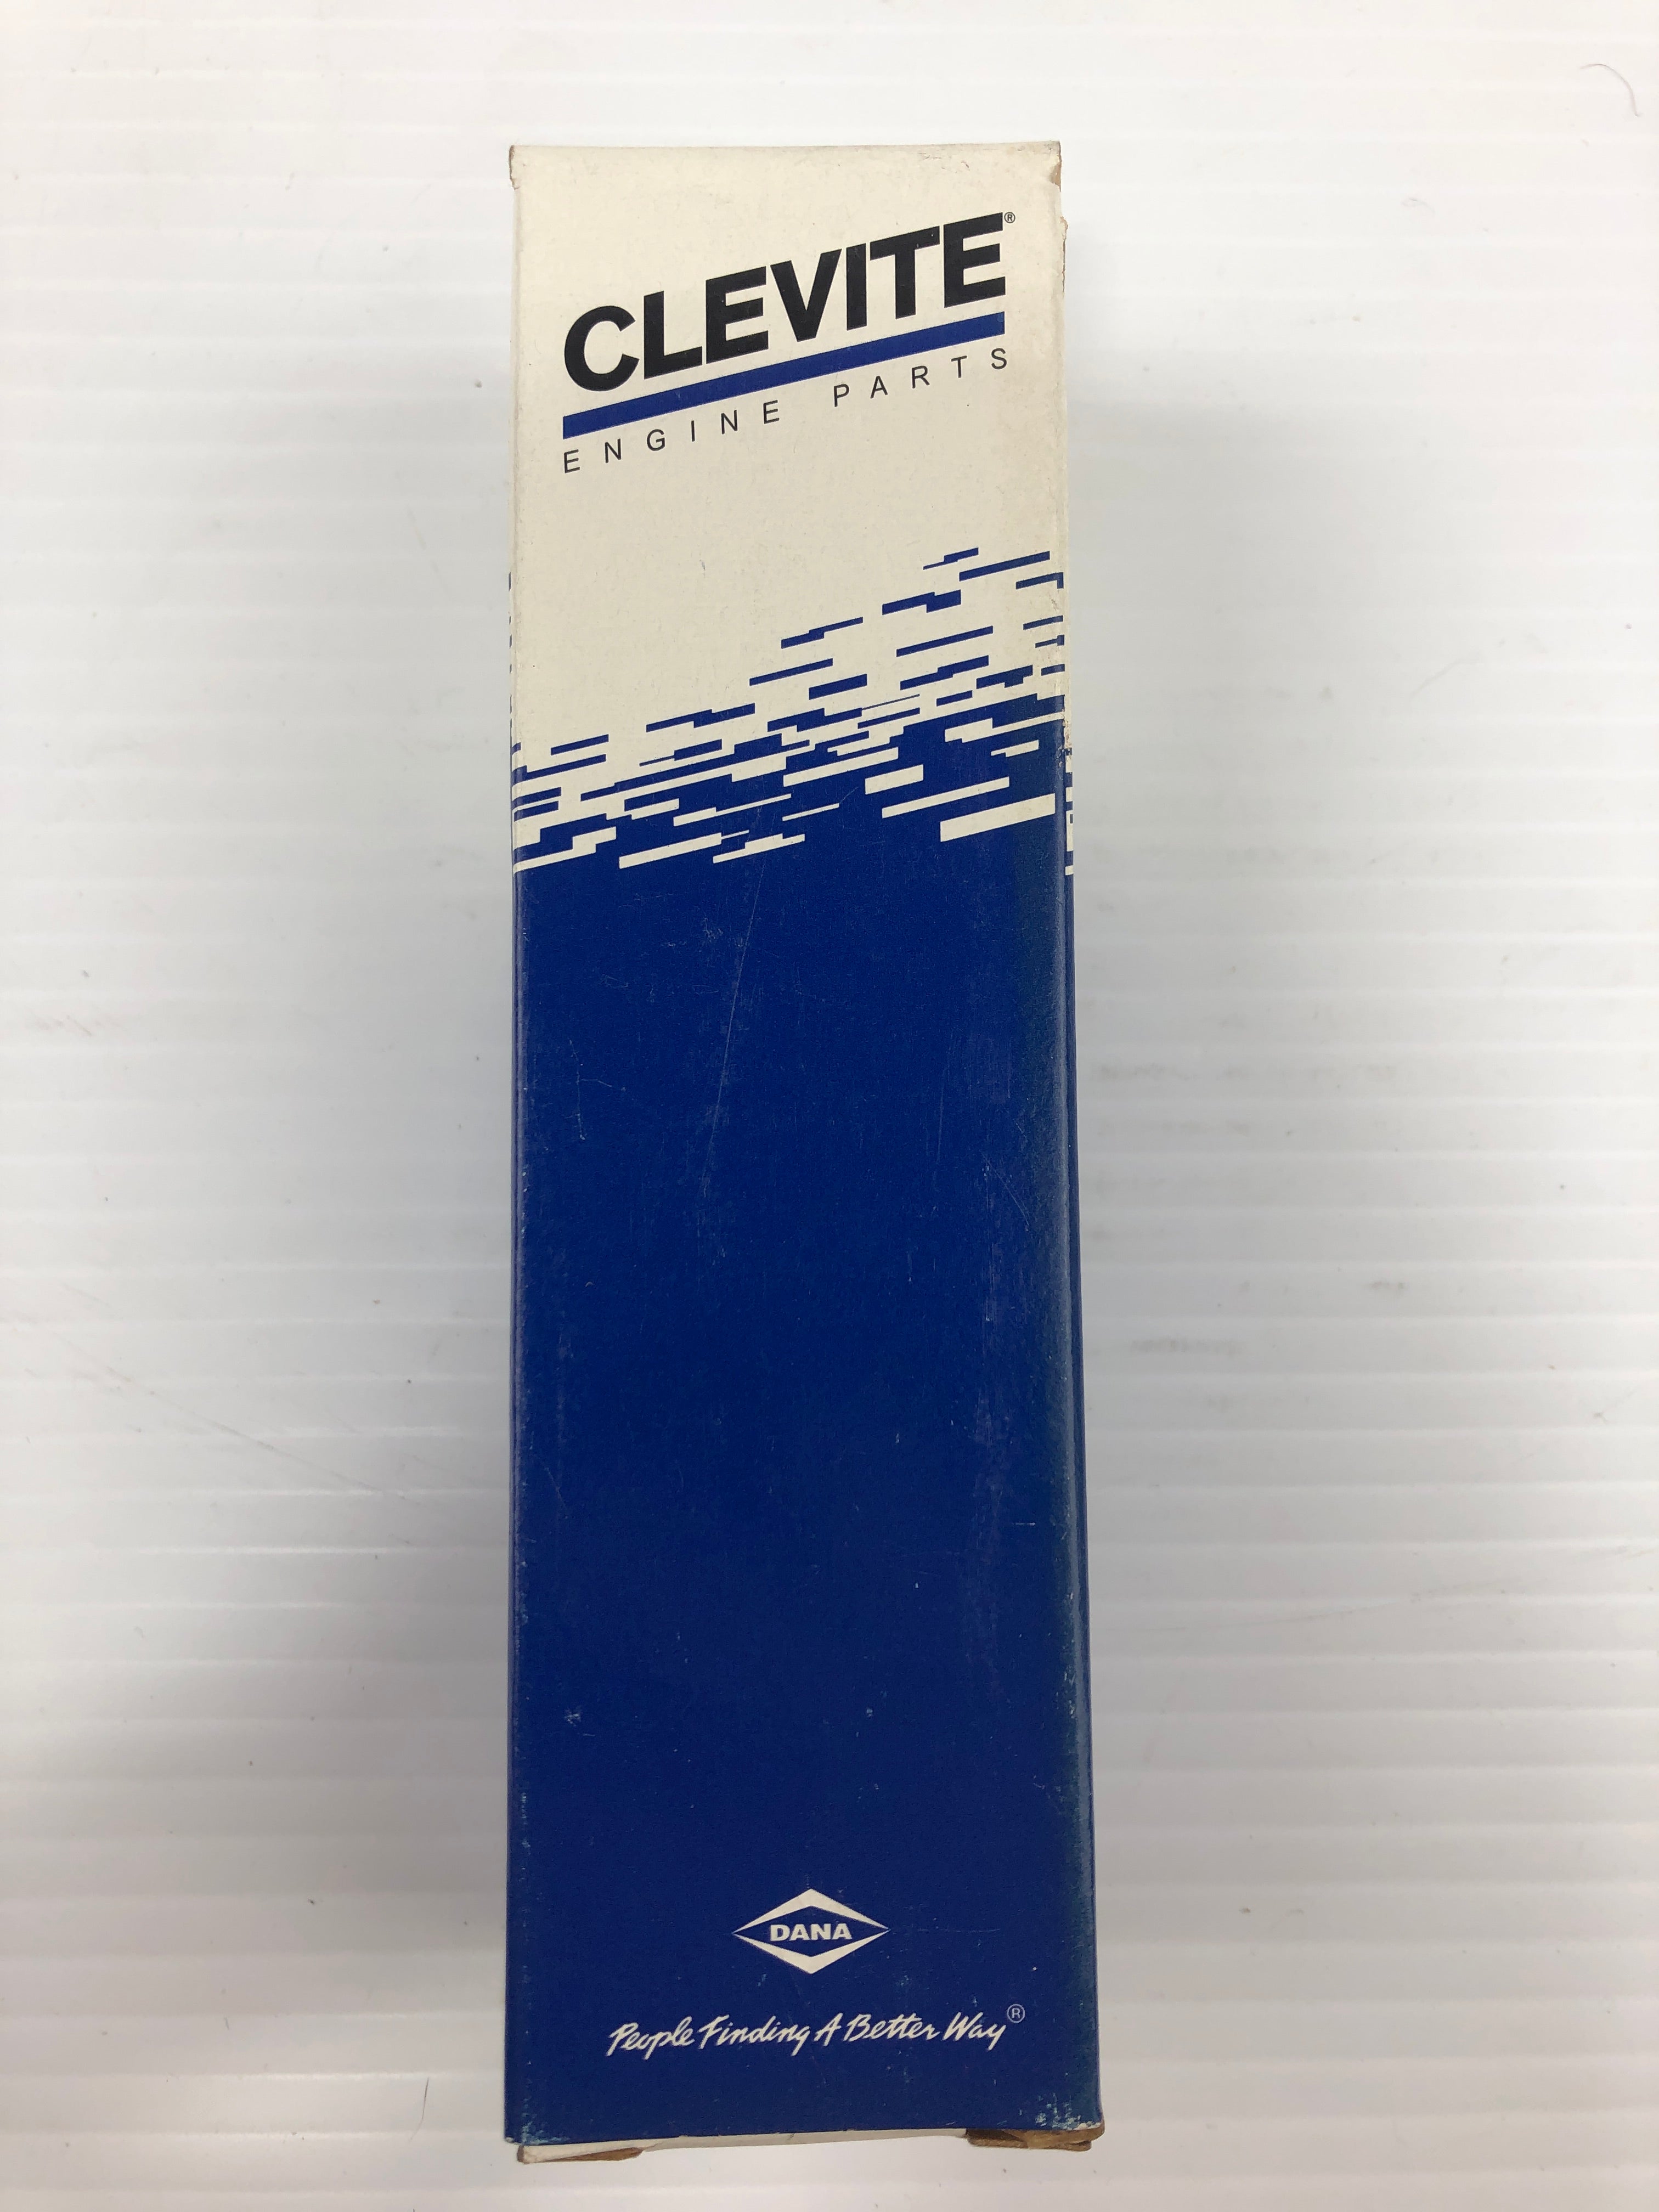 CLEVITE®
ENGINE PARTS
DANA
People Finding A Better Way®